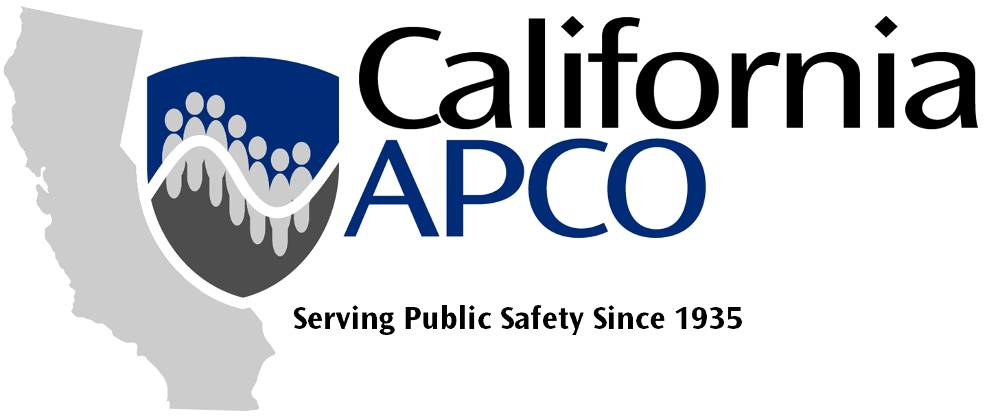 California
APCO
Serving Public Safety Since 1935